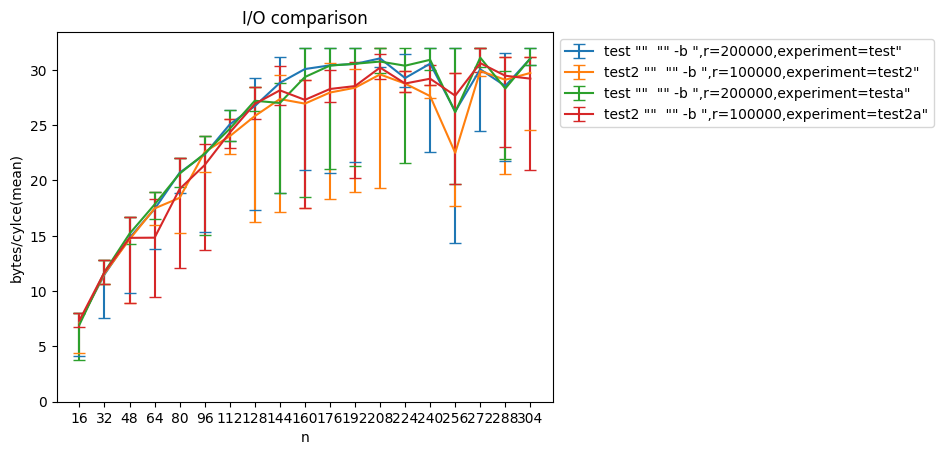 I/O comparison
30
25
20
15
10
5
0
bytes/cylce(mean)
16 32 48 64 80 96 112 128 144 160 176 192 208 224 240 256 272 288 304
n
test ""  "" -b ",r=200000,experiment=test"
test2 ""  "" -b ",r=100000,experiment=test2"
test ""  "" -b ",r=200000,experiment=testa"
test2 ""  "" -b ",r=100000,experiment=test2a"